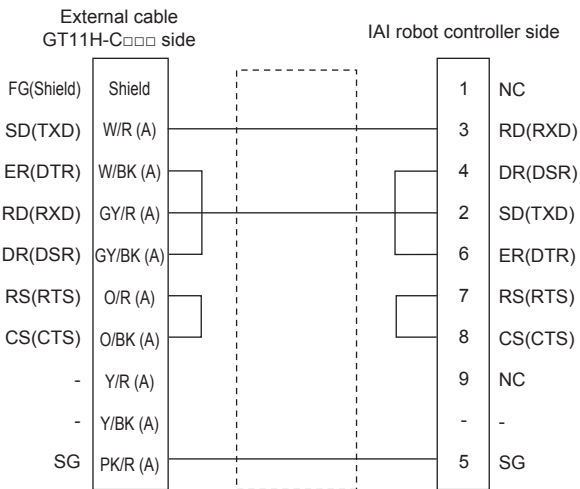 External cable
GT11H-C□□□ side
IAI robot controller side
FG(Shield) Shield 1 NC
SD(TXD) W/R (A) 3 RD(RXD)
ER(DTR) W/BK (A) 4 DR(DSR)
RD(RXD) GY/R (A) 2 SD(TXD)
DR(DSR) GY/BK (A) 6 ER(DTR)
RS(RTS) O/R (A) 7 RS(RTS)
CS(CTS) O/BK (A) 8 CS(CTS)
- Y/R (A) 9 NC
- Y/BK (A) - -
SG PK/R (A) 5 SG